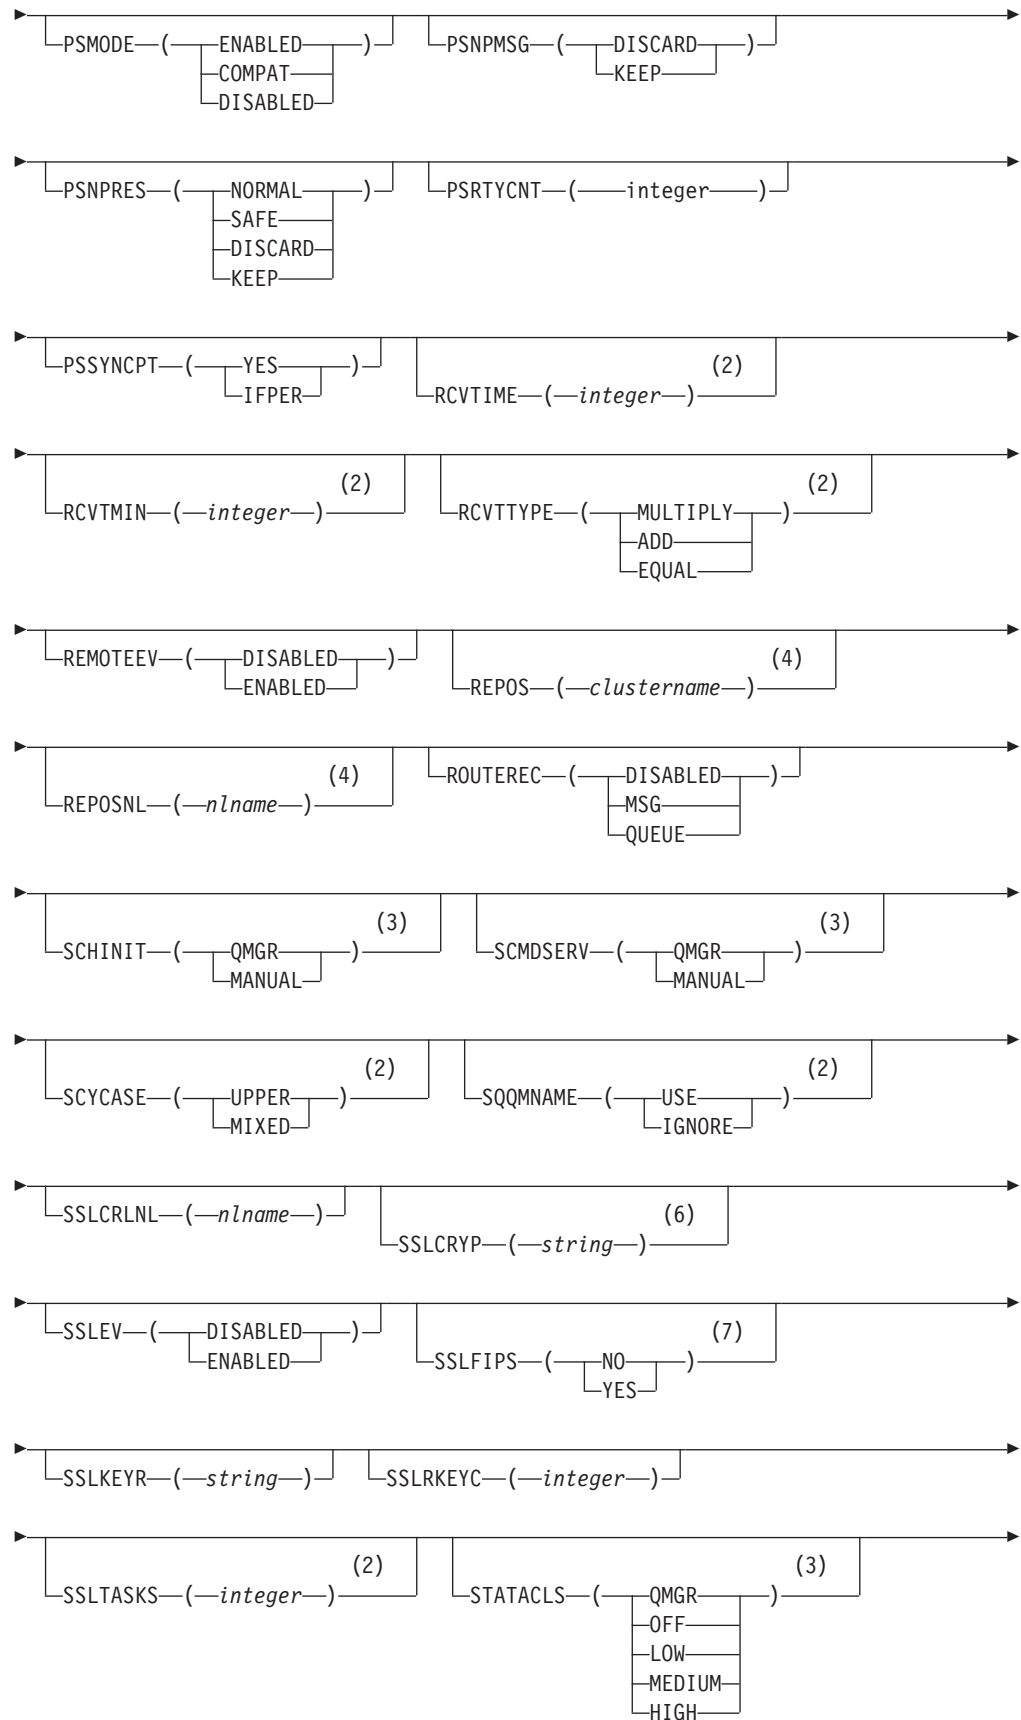 PSMODE ( ENABLED ) PSNPMSG ( DISCARD )
COMPAT KEEP
DISABLED
PSNPRES ( NORMAL ) PSRTYCNT ( integer )
SAFE
DISCARD
KEEP
PSSYNCPT ( YES ) (2)
IFPER RCVTIME ( integer )
(2) (2)
RCVTMIN ( integer ) RCVTTYPE ( MULTIPLY )
ADD
EQUAL
REMOTEEV ( DISABLED ) (4)
ENABLED REPOS ( clustername )
(4) ROUTEREC ( DISABLED )
REPOSNL ( nlname ) MSG
QUEUE
(3) (3)
SCHINIT ( QMGR ) SCMDSERV ( QMGR )
MANUAL MANUAL
(2) (2)
SCYCASE ( UPPER ) SQQMNAME ( USE )
MIXED IGNORE
SSLCRLNL ( nlname ) (6)
SSLCRYP ( string )
SSLEV ( DISABLED ) (7)
ENABLED SSLFIPS ( NO )
YES
SSLKEYR ( string ) SSLRKEYC ( integer )
(2) (3)
SSLTASKS ( integer ) STATACLS ( QMGR )
OFF
LOW
MEDIUM
HIGH